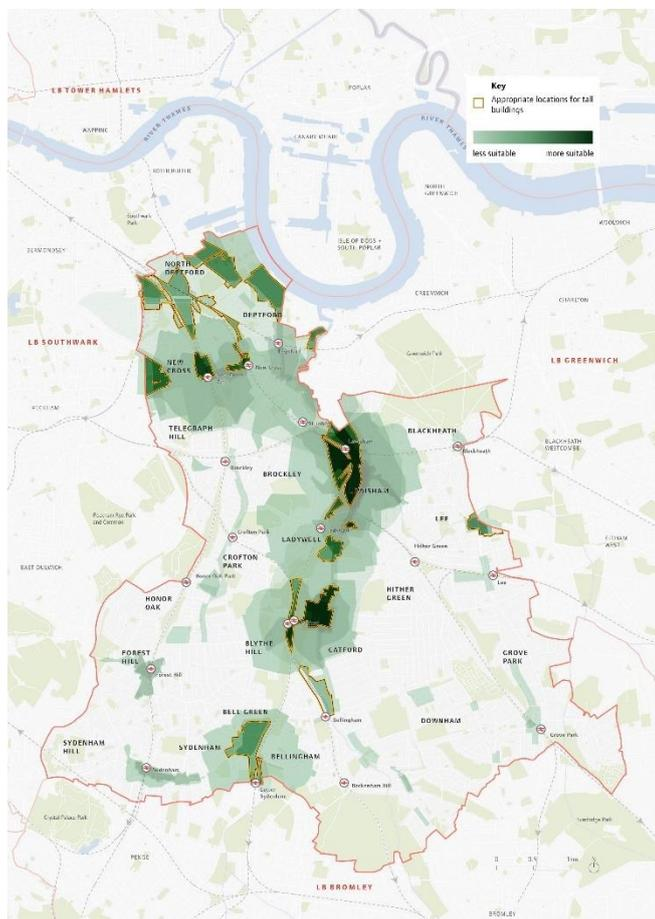 Key
Appropriate locations for tall
buildings
less suitable
more suitable
LB TOWER HAMLETS
POPLAR
WAPPING
RIVER THAMES
CANARY WHARF
RIVER THAMES
ROTHERHITHE
NORTH
GREENWICH
Southwark
Park
WOOLWICH
BERMONDSEY
ISLE OF DOGS +
SOUTH POPLAR
NORTH
DEPTFORD
GREENWICH
CHARLTON
DEPTFORD
LB SOUTHWARK
Deptford
Greenwich Park
LB GREENWICH
NEW
CROSS
New Cross
PECKHAM
TELEGRAPH
HILL
St Johns
BLACKHEATH
BLACKHEATH
WESTCOMBE
Lewisham
Blackheath
Brockley
BROCKLEY
Peckham Rye Park
and Common
LEE
Ladywell
LADYWELL
Crofton Park
Hither Green
ELTHAM
WEST
CROFTON
PARK
EAST DULWICH
Honor Oak Park
Lee
HONOR
OAK
HITHER
GREEN
BLYTHE
HILL
CATFORD
FOREST
HILL
Forest Hill
GROVE
PARK
BELL GREEN
Bellingham
DOWNHAM
Grove Park
SYDENHAM
HILL
SYDENHAM
BELLINGHAM
Sydenham
Lower
Sydenham
Beckenham Hill
Crystal Palace Park
Sundridge Park
PENGE
LB BROMLEY
BROMLEY